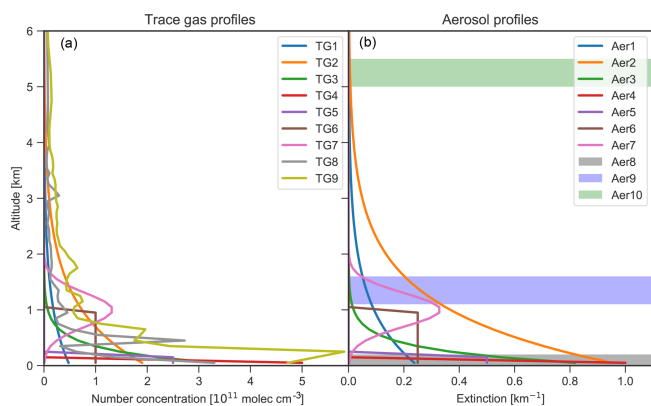 Trace gas profiles
Aerosol profiles
(a)
(b)
TG1
TG2
TG3
TG4
TG5
TG6
TG7
TG8
TG9
Aer1
Aer2
Aer3
Aer4
Aer5
Aer6
Aer7
Aer8
Aer9
Aer10
Altitude [km]
6
5
4
3
2
1
0
0 1 2 3 4 5
0.0 0.2 0.4 0.6 0.8 1.0
Number concentration [10¹¹ molec cm⁻³]
Extinction [km⁻¹]